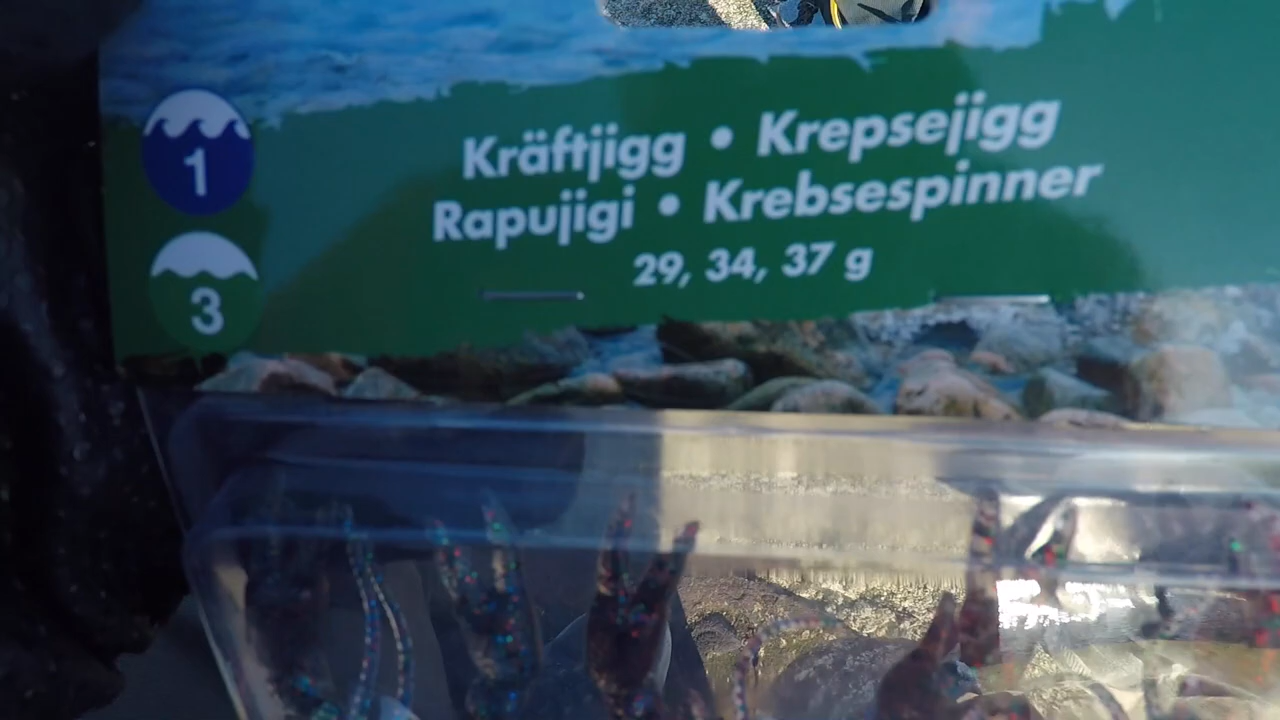 1
Kräftjigg • Krepsejigg
Rapujigi • Krebsespinner
29, 34, 37 g
3